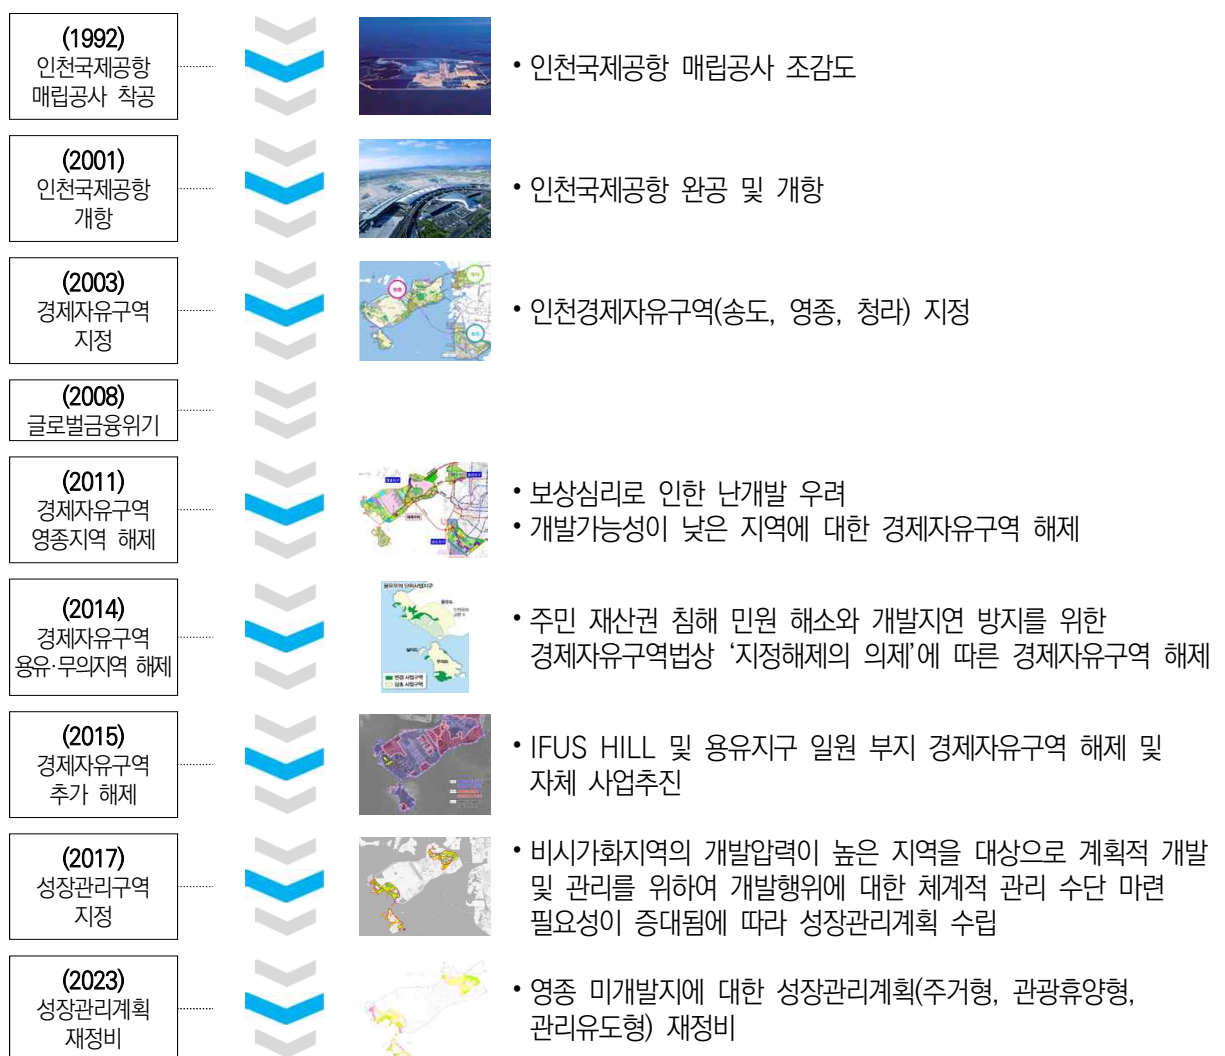 (1992)
인천국제공항
매립공사 착공
• 인천국제공항 매립공사 조감도
(2001)
인천국제공항
개항
• 인천국제공항 완공 및 개항
(2003)
경제자유구역
지정
• 인천경제자유구역(송도, 영종, 청라) 지정
(2008)
글로벌금융위기
(2011)
경제자유구역
영종지역 해제
• 보상심리로 인한 난개발 우려
• 개발가능성이 낮은 지역에 대한 경제자유구역 해제
(2014)
경제자유구역
용유·무의지역 해제
용유무의 단위사업지구
• 주민 재산권 침해 민원 해소와 개발지연 방지를 위한
경제자유구역법상 ‘지정해제의 의제’에 따른 경제자유구역 해제
(2015)
경제자유구역
추가 해제
• IFUS HILL 및 용유지구 일원 부지 경제자유구역 해제 및
자체 사업추진
(2017)
성장관리구역
지정
• 비시가화지역의 개발압력이 높은 지역을 대상으로 계획적 개발
및 관리를 위하여 개발행위에 대한 체계적 관리 수단 마련
필요성이 증대됨에 따라 성장관리계획 수립
(2023)
성장관리계획
재정비
• 영종 미개발지에 대한 성장관리계획(주거형, 관광휴양형,
관리유도형) 재정비